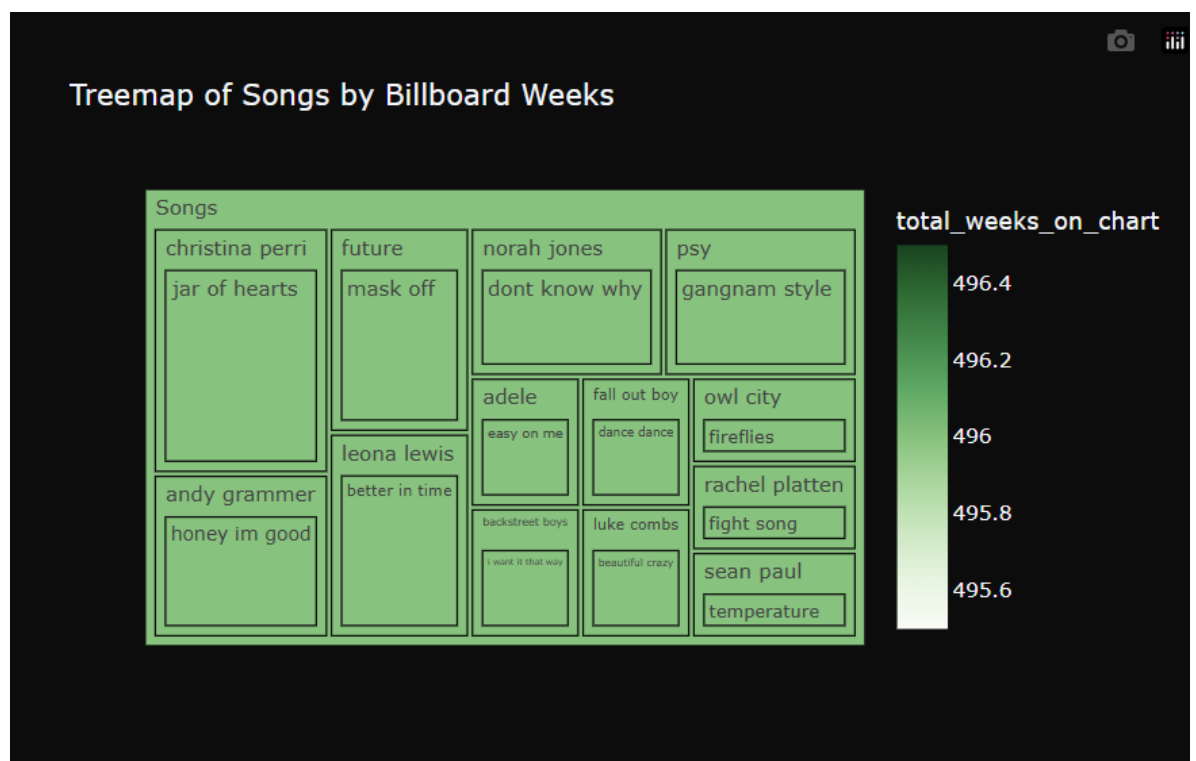 Treemap of Songs by Billboard Weeks
Songs
christina perri
jar of hearts
andy grammer
honey im good
future
mask off
leona lewis
better in time
norah jones
dont know why
psy
gangnam style
adele
easy on me
fall out boy
dance dance
backstreet boys
i want it that way
luke combs
beautiful crazy
owl city
fireflies
rachel platten
fight song
sean paul
temperature
total_weeks_on_chart
496.4
496.2
496
495.8
495.6